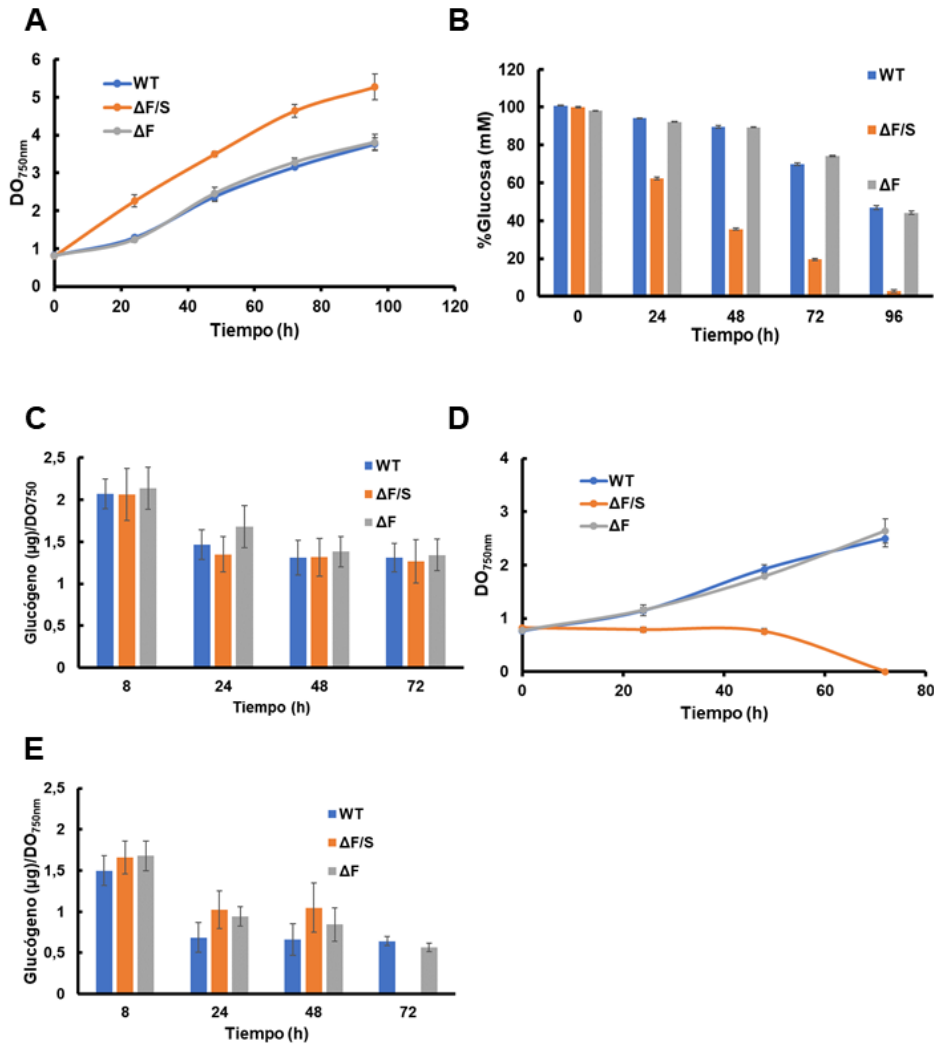 A
6
5
4
3
2
1
0
DO750nm
WT
ΔF/S
ΔF
0 20 40 60 80 100 120
Tiempo (h)
B
120
100
80
60
40
20
0
%Glucosa (mM)
WT
ΔF/S
ΔF
0 24 48 72 96
Tiempo (h)
C
2,5
2
1,5
1
0,5
0
Glucógeno (µg)/DO750
WT
ΔF/S
ΔF
8 24 48 72
Tiempo (h)
D
4
3
2
1
0
DO750nm
WT
ΔF/S
ΔF
0 20 40 60 80
Tiempo (h)
E
2,5
2
1,5
1
0,5
0
Glucógeno (µg)/DO750nm
WT
ΔF/S
ΔF
8 24 48 72
Tiempo (h)